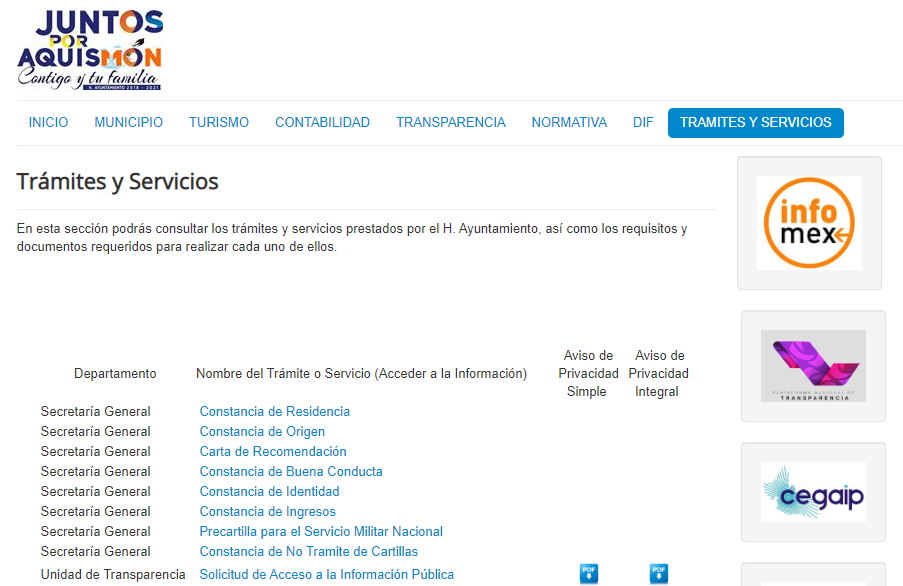 JUNTOS
POR
AQUISMÓN
Contigo y tu familia
H. AYUNTAMIENTO 2018 - 2021
INICIO MUNICIPIO TURISMO CONTABILIDAD TRANSPARENCIA NORMATIVA DIF TRAMITES Y SERVICIOS
Trámites y Servicios
En esta sección podrás consultar los trámites y servicios prestados por el H. Ayuntamiento, así como los requisitos y
documentos requeridos para realizar cada uno de ellos.
Departamento Nombre del Trámite o Servicio (Acceder a la Información) Aviso de Privacidad Simple Aviso de Privacidad Integral
Secretaría General Constancia de Residencia
Secretaría General Constancia de Origen
Secretaría General Carta de Recomendación
Secretaría General Constancia de Buena Conducta
Secretaría General Constancia de Identidad
Secretaría General Constancia de Ingresos
Secretaría General Precartilla para el Servicio Militar Nacional
Secretaría General Constancia de No Tramite de Cartillas
Unidad de Transparencia Solicitud de Acceso a la Información Pública PDF PDF
info
mex
PLATAFORMA NACIONAL DE
TRANSPARENCIA
cegaip